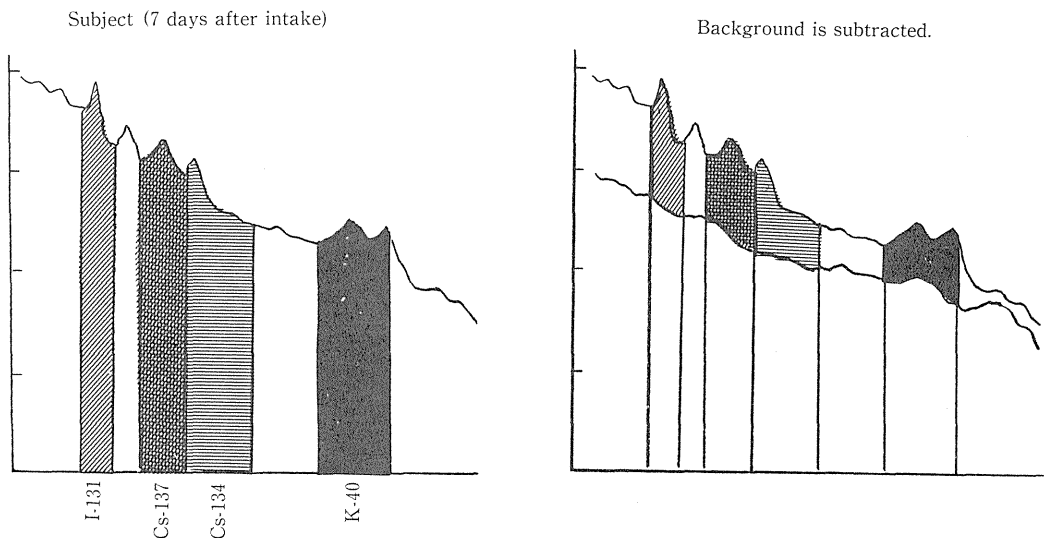 Subject (7 days after intake)
Background is subtracted.
I-131
Cs-137
Cs-134
K-40